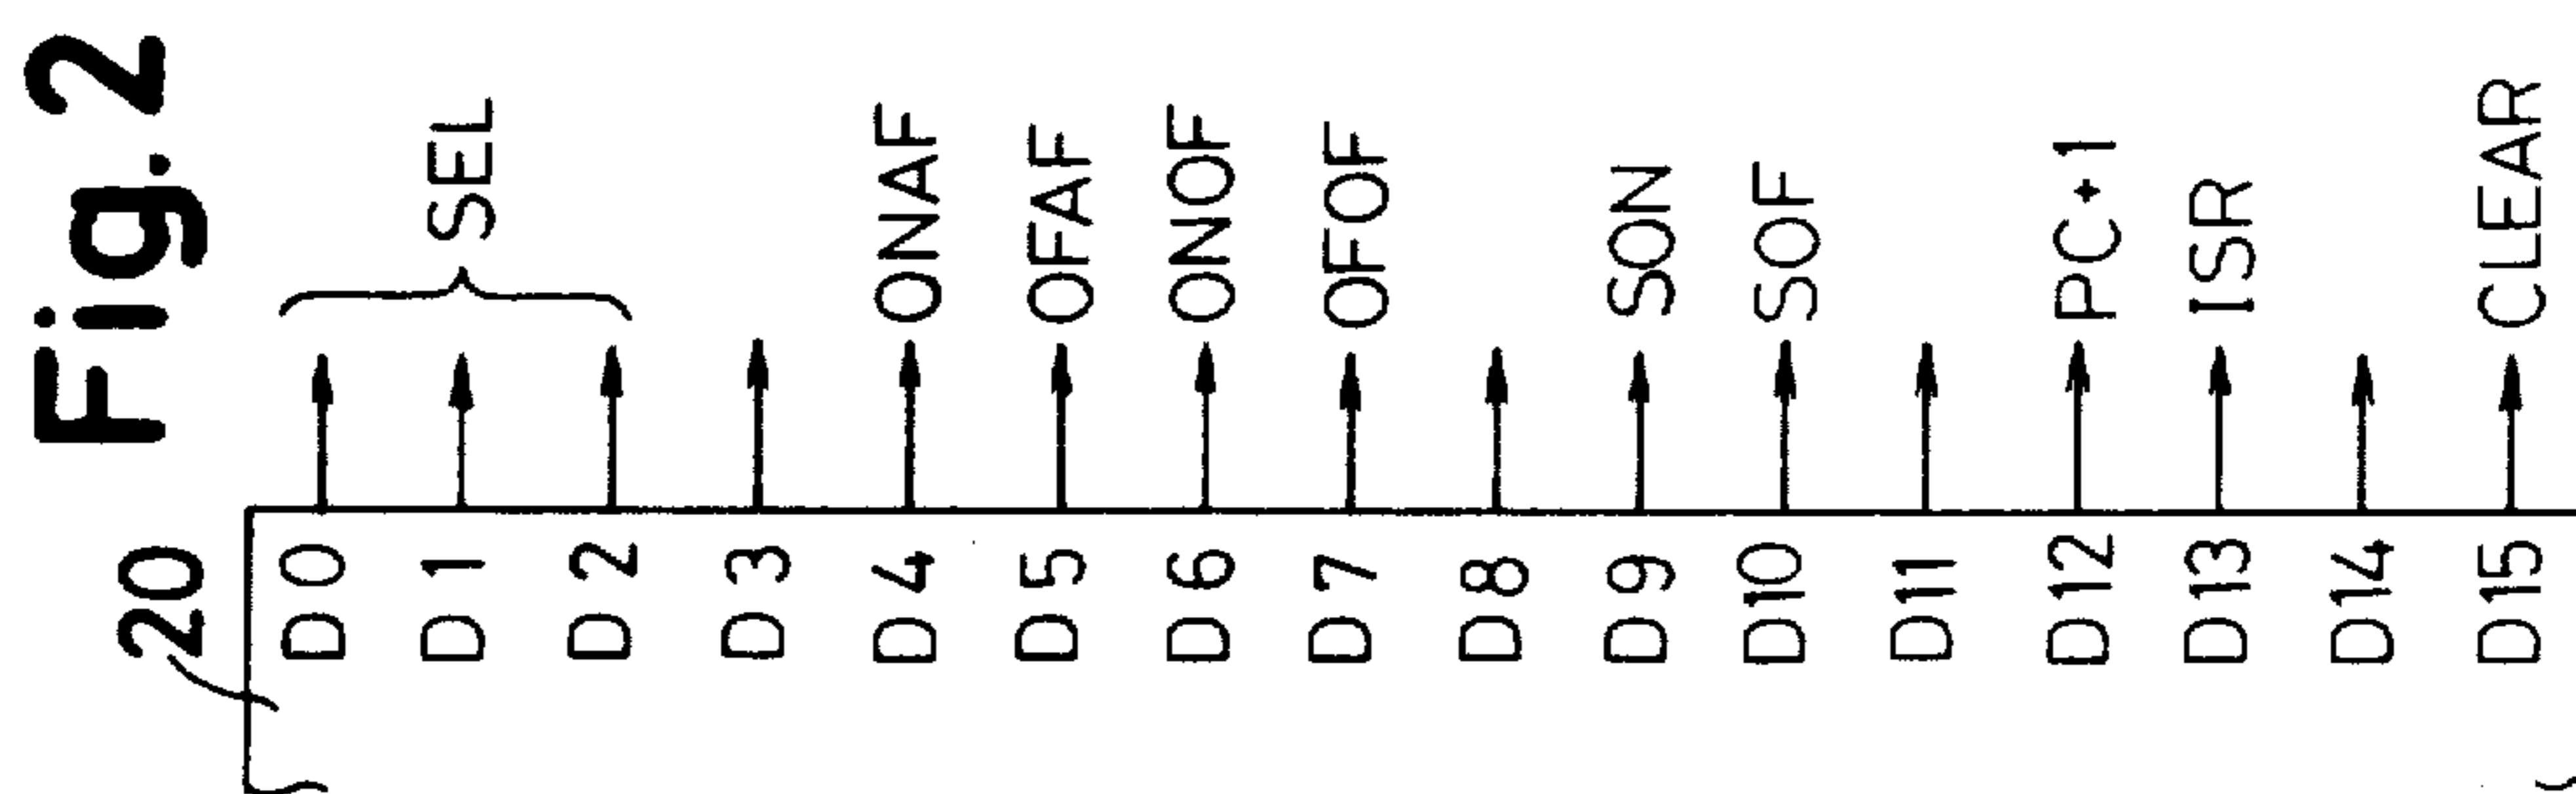 Fig. 2
20
D0
D1 SEL
D2
D3
D4 ONAF
D5 OFAF
D6 ONOF
D7 OFOF
D8
D9 SON
D10 SOF
D11
D12 PC+1
D13 ISR
D14
D15 CLEAR